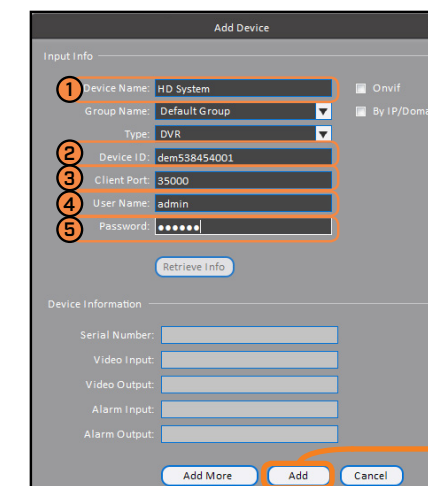 Add Device
Input Info
1 Device Name: HD System Onvif
Group Name: Default Group By IP/Doma
Type: DVR
2 Device ID: dem538454001
3 Client Port: 35000
4 User Name: admin
5 Password: ●●●●●●
Retrieve Info
Device Information
Serial Number:
Video Input:
Video Output:
Alarm Input:
Alarm Output:
Add More Add Cancel